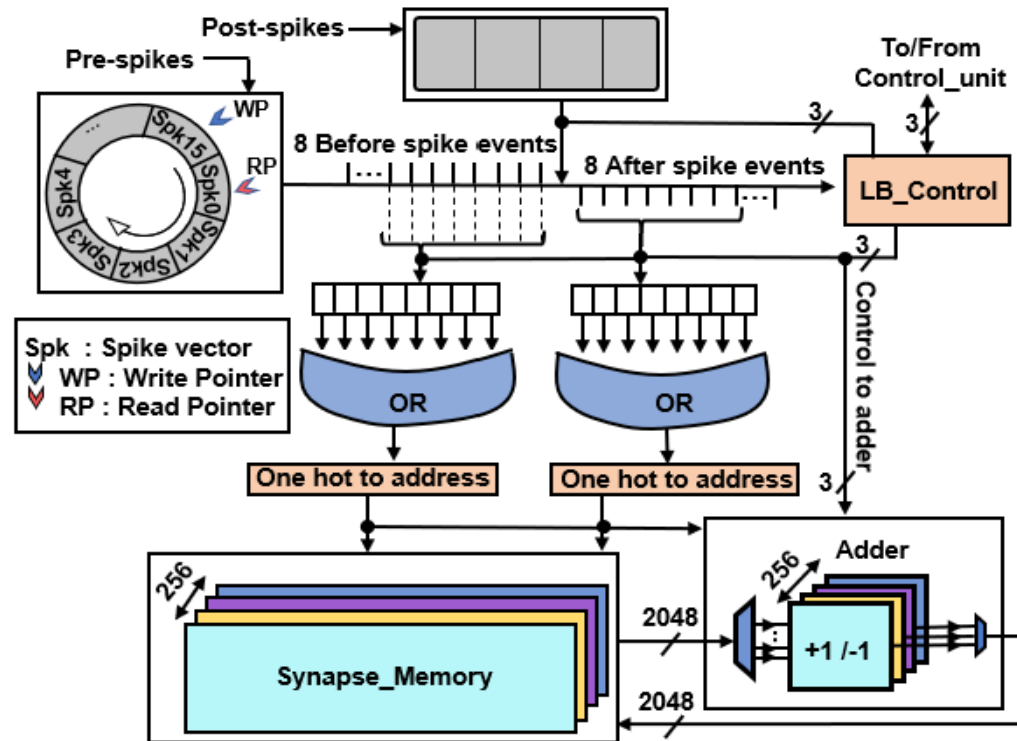 Post-spikes
Pre-spikes
To/From
Control_unit
WP
RP
...
Spk15
Spk0
Spk1
Spk2
Spk3
Spk4
8 Before spike events
8 After spike events
3
3
LB_Control
3
Control to adder
3
Spk : Spike vector
WP : Write Pointer
RP : Read Pointer
OR
OR
One hot to address
One hot to address
256
Synapse_Memory
2048
2048
Adder
256
+1 /-1